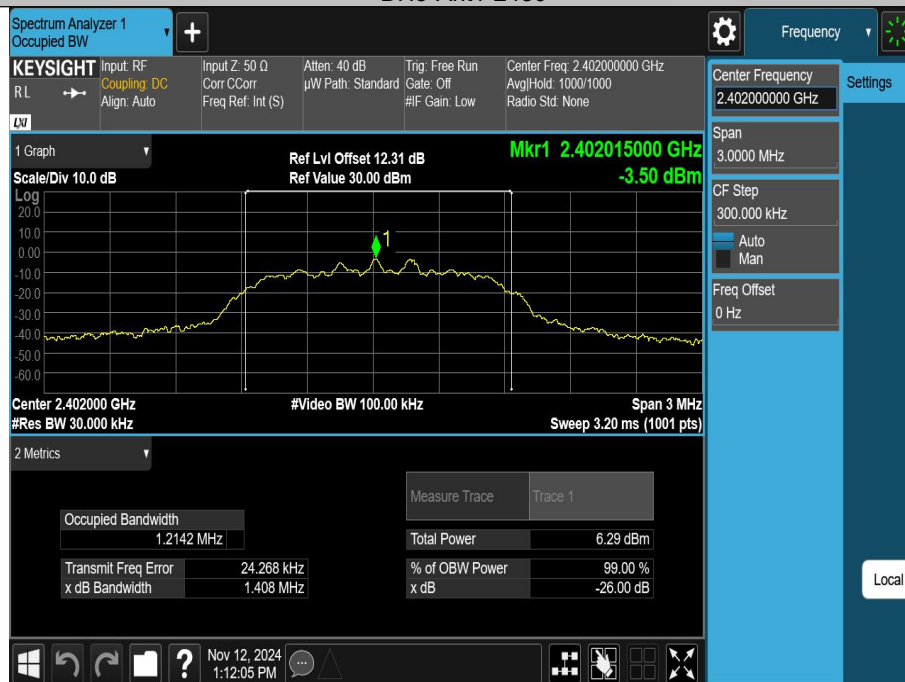 Spectrum Analyzer 1
Occupied BW
Frequency
KEYSIGHT
RL
LXI
Input: RF
Coupling: DC
Align: Auto
Input Z: 50 Ω
Corr CCorr
Freq Ref: Int (S)
Atten: 40 dB
µW Path: Standard
Trig: Free Run
Gate: Off
#IF Gain: Low
Center Freq: 2.402000000 GHz
Avg|Hold: 1000/1000
Radio Std: None
Center Frequency
2.402000000 GHz
Settings
Span
3.0000 MHz
CF Step
300.000 kHz
Auto
Man
Freq Offset
0 Hz
Local
1 Graph
Scale/Div 10.0 dB
Ref Lvl Offset 12.31 dB
Ref Value 30.00 dBm
Mkr1 2.402015000 GHz
-3.50 dBm
Log
20.0
10.0
0.00
-10.0
-20.0
-30.0
-40.0
-50.0
-60.0
1
Center 2.402000 GHz
#Res BW 30.000 kHz
#Video BW 100.00 kHz
Span 3 MHz
Sweep 3.20 ms (1001 pts)
2 Metrics
Measure Trace
Trace 1
Occupied Bandwidth
1.2142 MHz
Total Power
6.29 dBm
Transmit Freq Error
24.268 kHz
% of OBW Power
99.00 %
x dB Bandwidth
1.408 MHz
x dB
-26.00 dB
?
Nov 12, 2024
1:12:05 PM